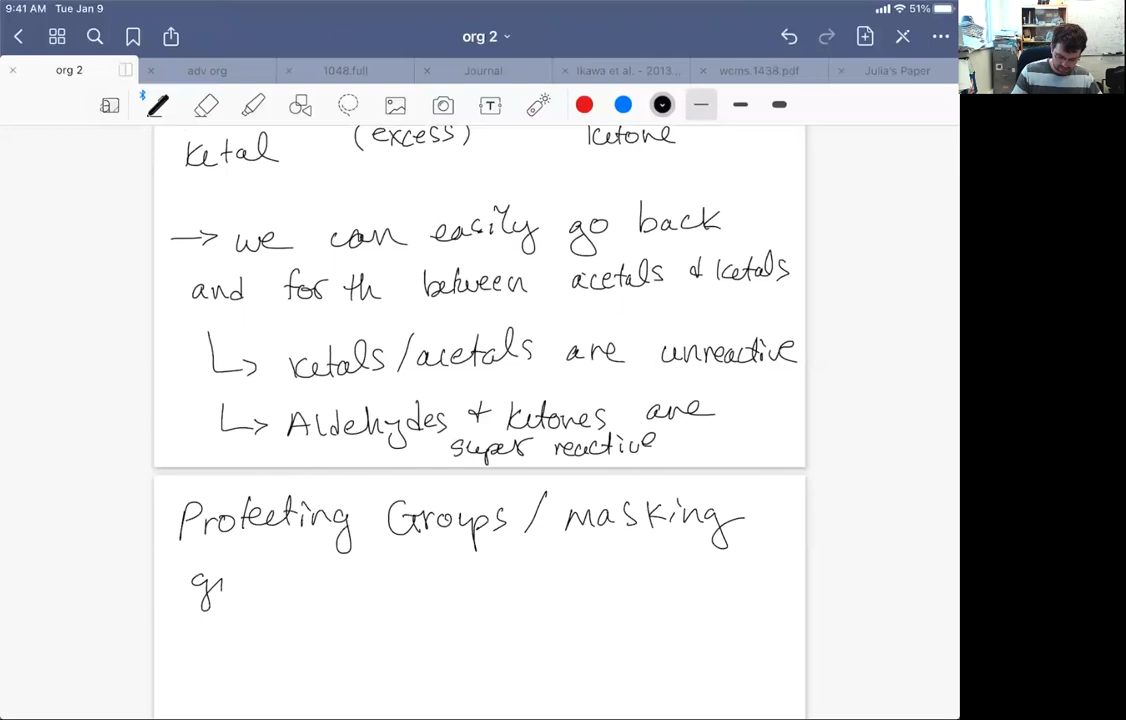 9:41 AM Tue Jan 9
51%
org 2
org 2
adv org
1048.full
Journal
Ikawa et al. - 2013...
wcms.1438.pdf
Julia's Paper
Ketal (excess) ketone
→ we can easily go back
and forth between acetals & ketals
↳ ketals/acetals are unreactive
↳ Aldehydes & ketones are
super reactive
Protecting Groups / masking
gr